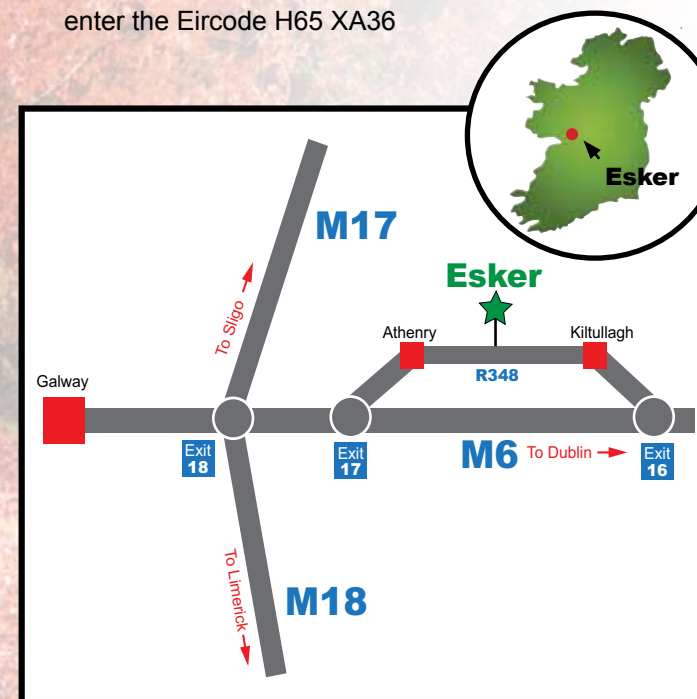 enter the Eircode H65 XA36
Esker
M17
To Sligo
Esker
Athenry
Kiltullagh
R348
Galway
Exit
18
Exit
17
M6
To Dublin
Exit
16
To Limerick
M18